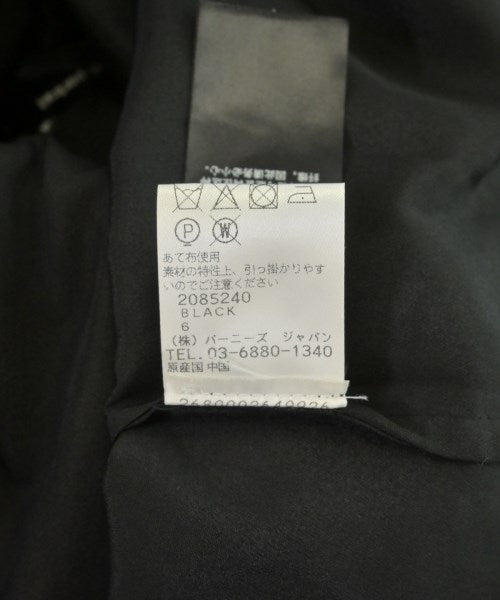 P W
あて布使用
素材の特性上、引っ掛かりやす
いのでご注意ください
2085240
BLACK
6
(株) バーニーズ ジャパン
TEL. 03-6880-1340
原産国 中国